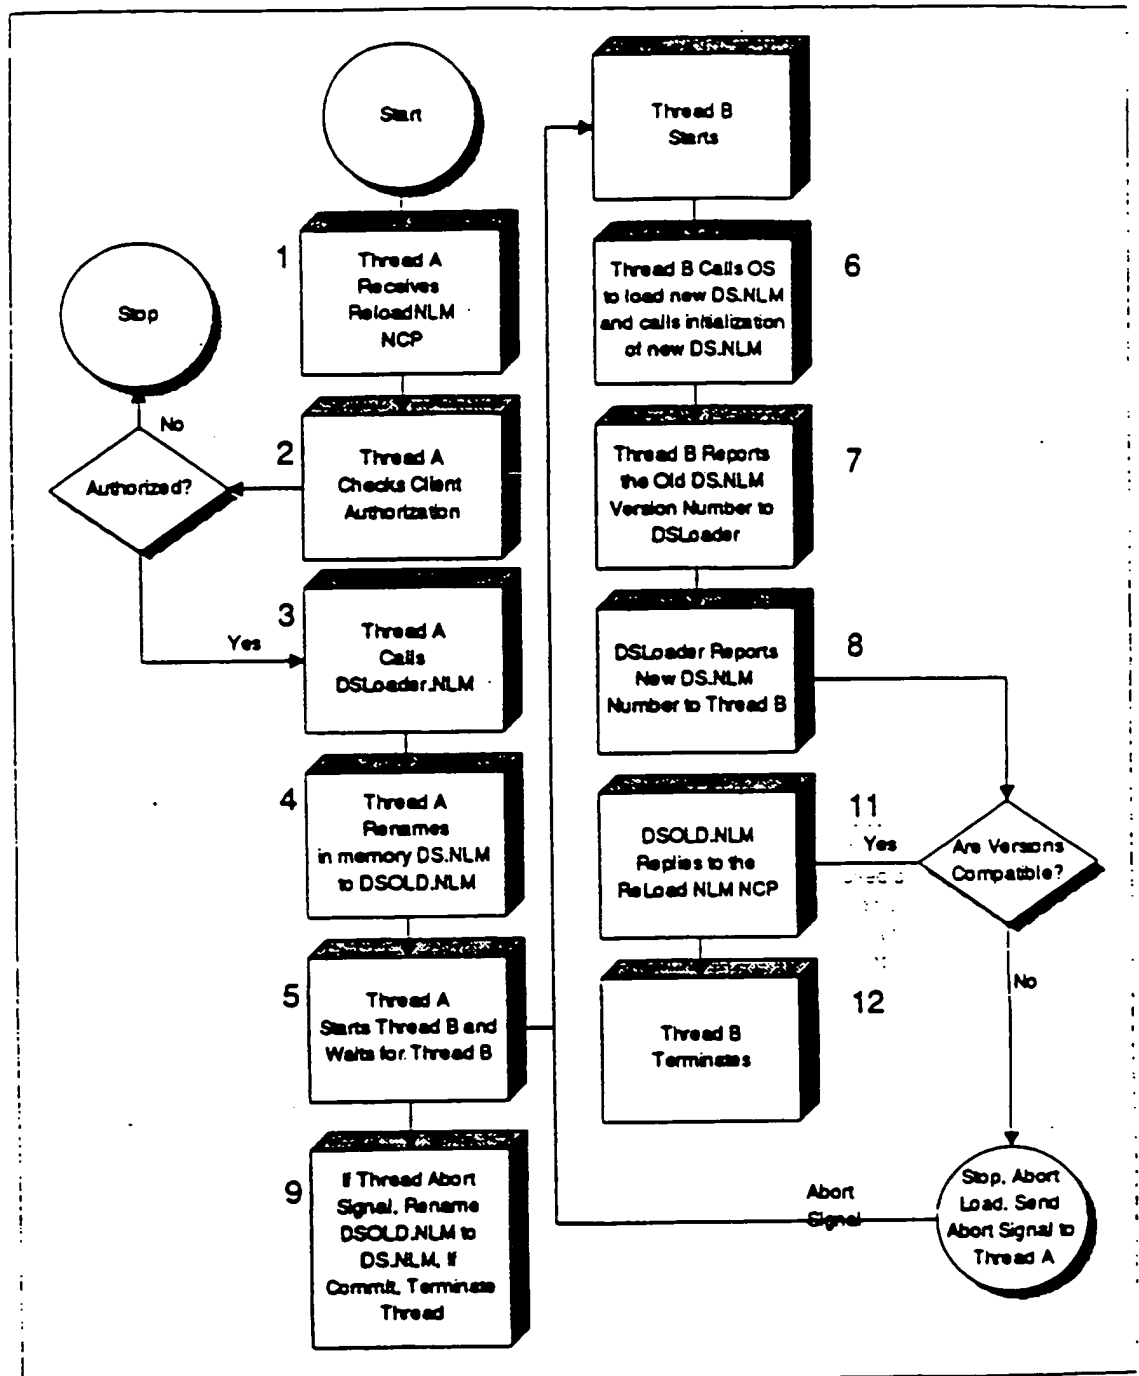 Start
1
Thread A
Receives
ReloadNLM
NCP
Stop
No
2
Thread A
Checks Client
Authorization
Authorized?
Yes
3
Thread A
Calls
DSLoader.NLM
4
Thread A
Renames
in memory DS.NLM
to DSOLD.NLM
5
Thread A
Starts Thread B and
Waits for. Thread B
9
If Thread Abort
Signal, Rename
DSOLD.NLM to
DS.NLM, If
Commit, Terminate
Thread
Thread B
Starts
6
Thread B Calls OS
to load new DS.NLM
and calls initialization
of new DS.NLM
7
Thread B Reports
the Old DS.NLM
Version Number to
DSLoader
8
DSLoader Reports
New DS.NLM
Number to Thread B
Are Versions
Compatible?
Yes
11
DSOLD.NLM
Replies to the
ReLoad NLM NCP
12
Thread B
Terminates
No
Stop, Abort
Load, Send
Abort Signal to
Thread A
Abort
Signal